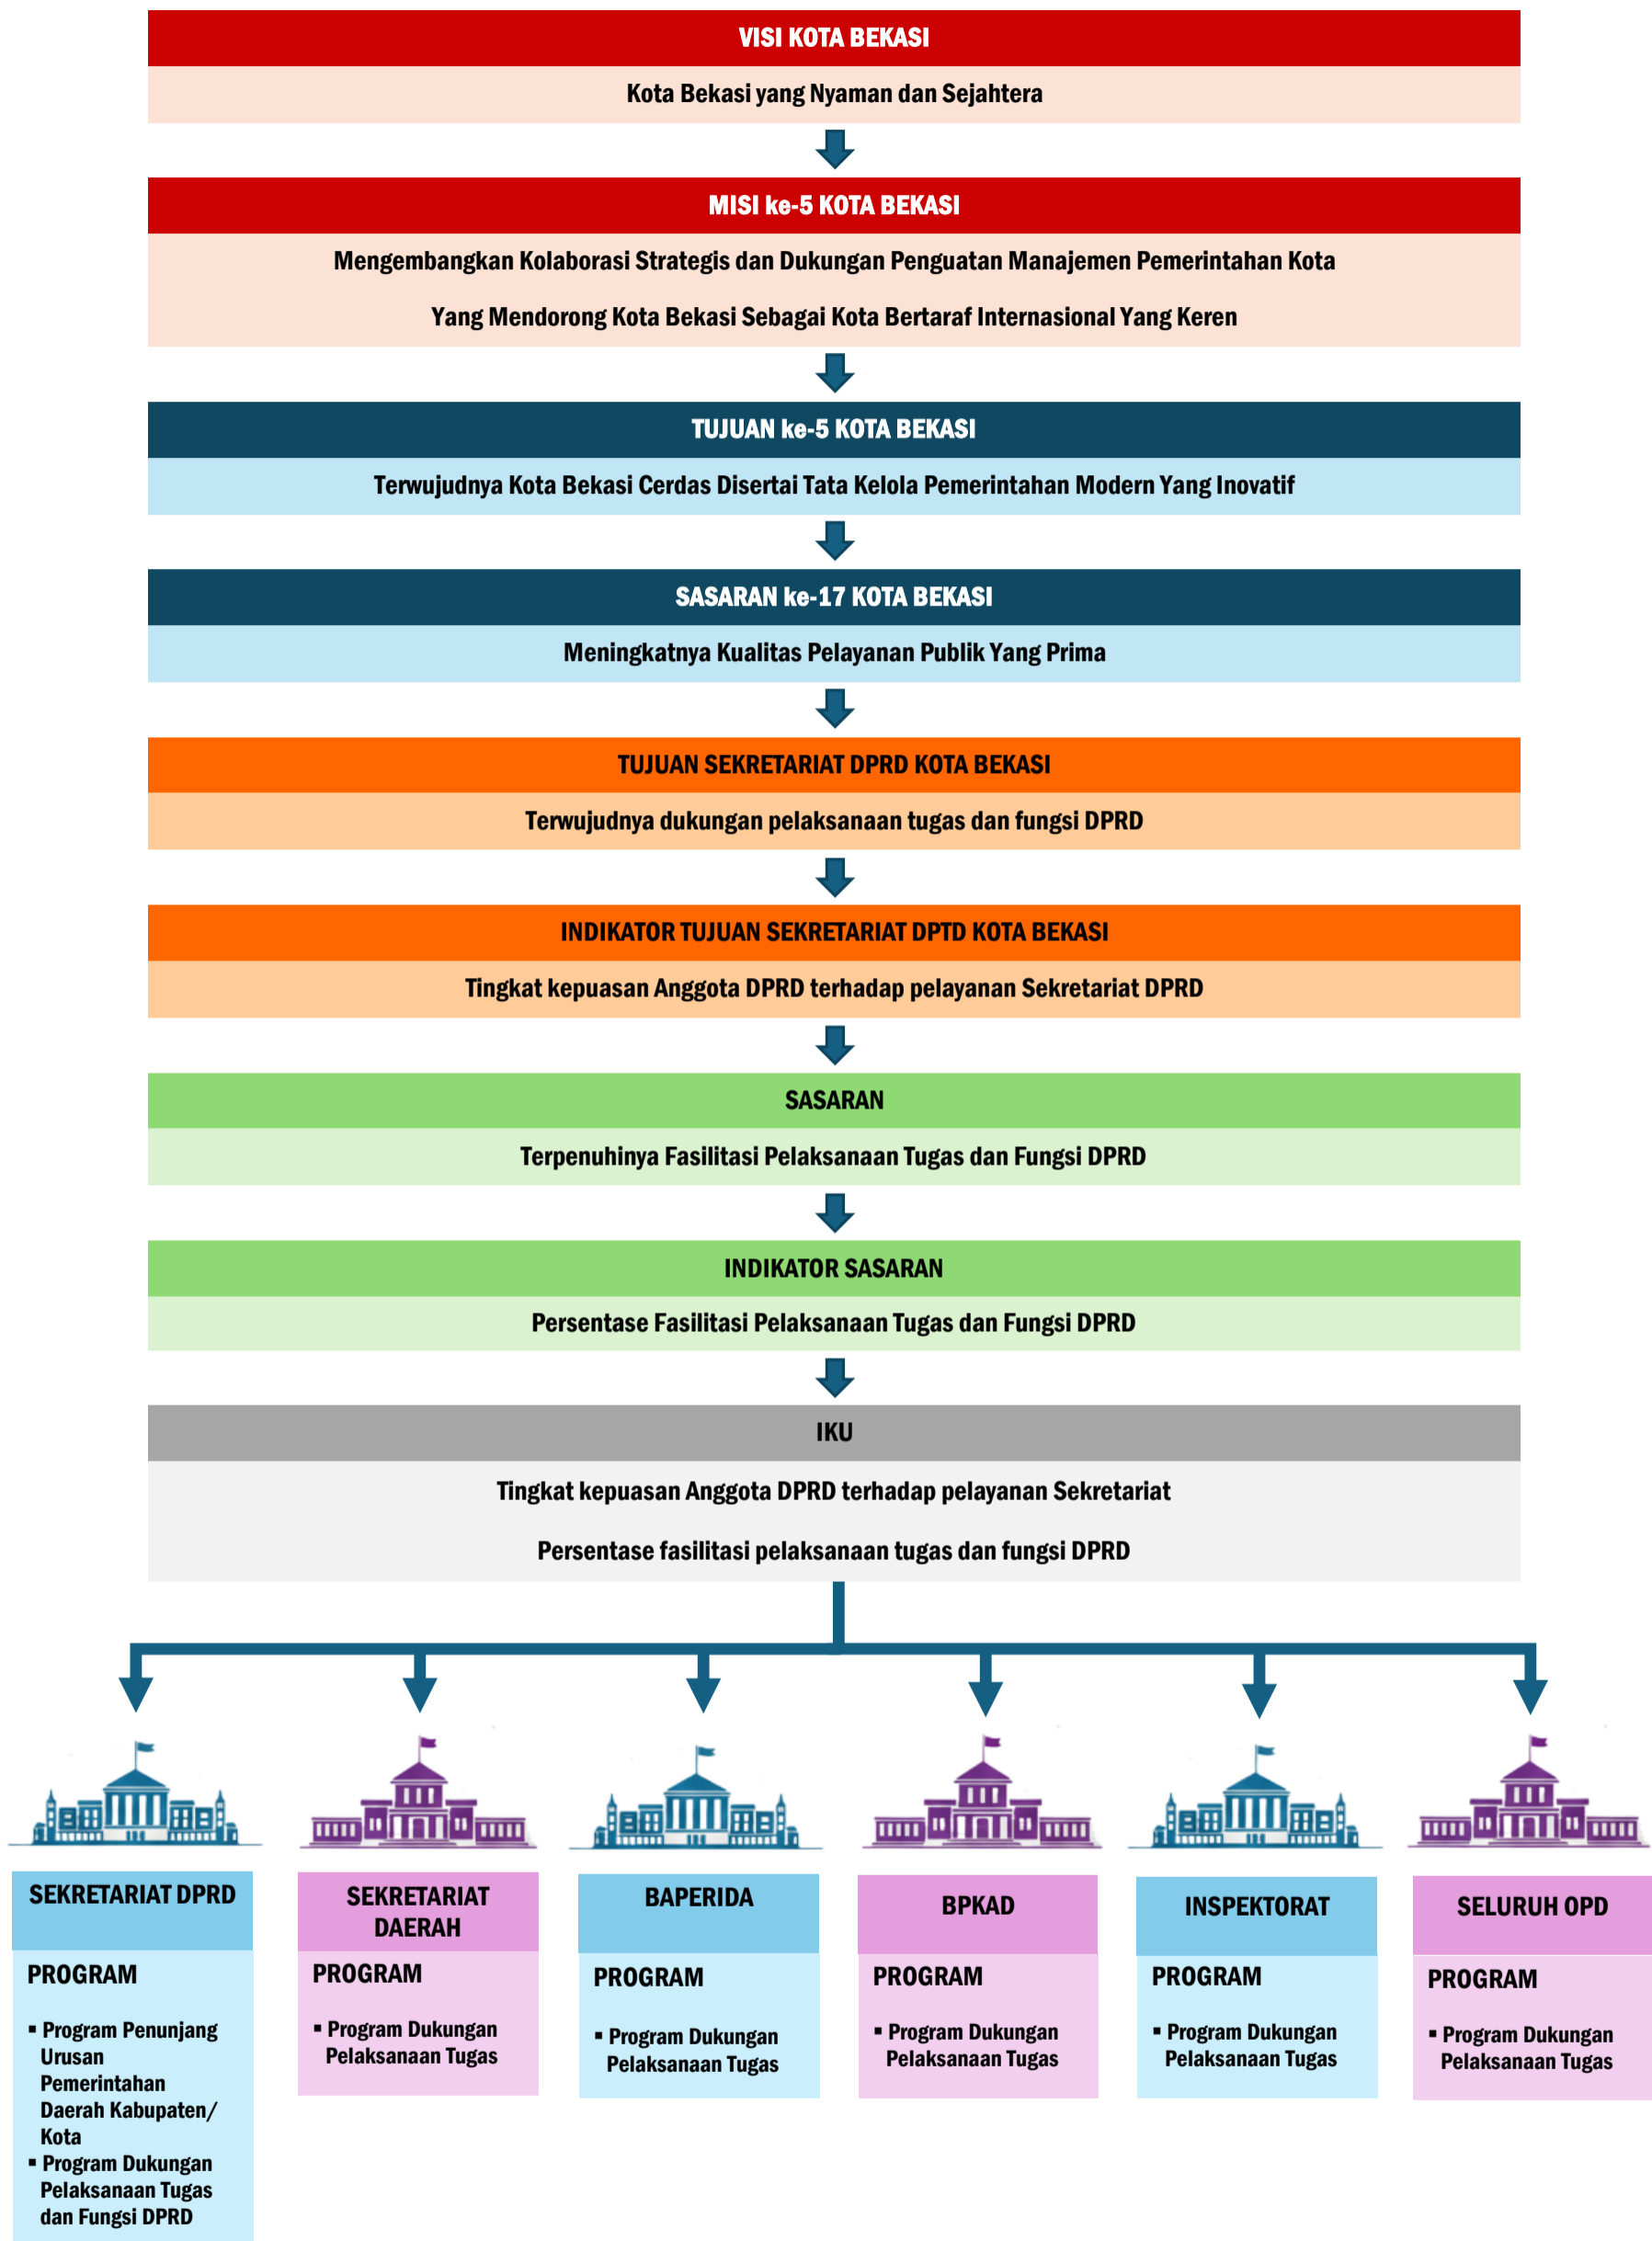 VISI KOTA BEKASI
Kota Bekasi yang Nyaman dan Sejahtera
MISI ke-5 KOTA BEKASI
Mengembangkan Kolaborasi Strategis dan Dukungan Penguatan Manajemen Pemerintahan Kota
Yang Mendorong Kota Bekasi Sebagai Kota Bertaraf Internasional Yang Keren
TUJUAN ke-5 KOTA BEKASI
Terwujudnya Kota Bekasi Cerdas Disertai Tata Kelola Pemerintahan Modern Yang Inovatif
SASARAN ke-17 KOTA BEKASI
Meningkatnya Kualitas Pelayanan Publik Yang Prima
TUJUAN SEKRETARIAT DPRD KOTA BEKASI
Terwujudnya dukungan pelaksanaan tugas dan fungsi DPRD
INDIKATOR TUJUAN SEKRETARIAT DPTD KOTA BEKASI
Tingkat kepuasan Anggota DPRD terhadap pelayanan Sekretariat DPRD
SASARAN
Terpenuhinya Fasilitasi Pelaksanaan Tugas dan Fungsi DPRD
INDIKATOR SASARAN
Persentase Fasilitasi Pelaksanaan Tugas dan Fungsi DPRD
IKU
Tingkat kepuasan Anggota DPRD terhadap pelayanan Sekretariat
Persentase fasilitasi pelaksanaan tugas dan fungsi DPRD
SEKRETARIAT DPRD
PROGRAM
▪ Program Penunjang
Urusan
Pemerintahan
Daerah Kabupaten/
Kota
▪ Program Dukungan
Pelaksanaan Tugas
dan Fungsi DPRD
SEKRETARIAT
DAERAH
PROGRAM
▪ Program Dukungan
Pelaksanaan Tugas
BAPERIDA
PROGRAM
▪ Program Dukungan
Pelaksanaan Tugas
BPKAD
PROGRAM
▪ Program Dukungan
Pelaksanaan Tugas
INSPEKTORAT
PROGRAM
▪ Program Dukungan
Pelaksanaan Tugas
SELURUH OPD
PROGRAM
▪ Program Dukungan
Pelaksanaan Tugas